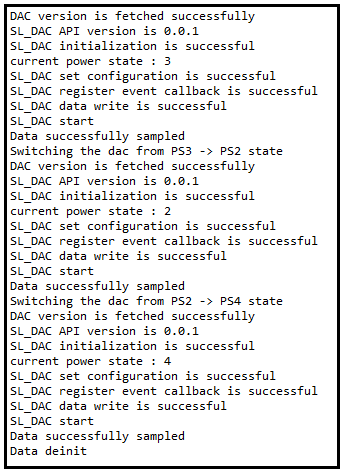 DAC version is fetched successfully
SL_DAC API version is 0.0.1
SL_DAC initialization is successful
current power state : 3
SL_DAC set configuration is successful
SL_DAC register event callback is successful
SL_DAC data write is successful
SL_DAC start
Data successfully sampled
Switching the dac from PS3 -> PS2 state
DAC version is fetched successfully
SL_DAC API version is 0.0.1
SL_DAC initialization is successful
current power state : 2
SL_DAC set configuration is successful
SL_DAC register event callback is successful
SL_DAC data write is successful
SL_DAC start
Data successfully sampled
Switching the dac from PS2 -> PS4 state
DAC version is fetched successfully
SL_DAC API version is 0.0.1
SL_DAC initialization is successful
current power state : 4
SL_DAC set configuration is successful
SL_DAC register event callback is successful
SL_DAC data write is successful
SL_DAC start
Data successfully sampled
Data deinit